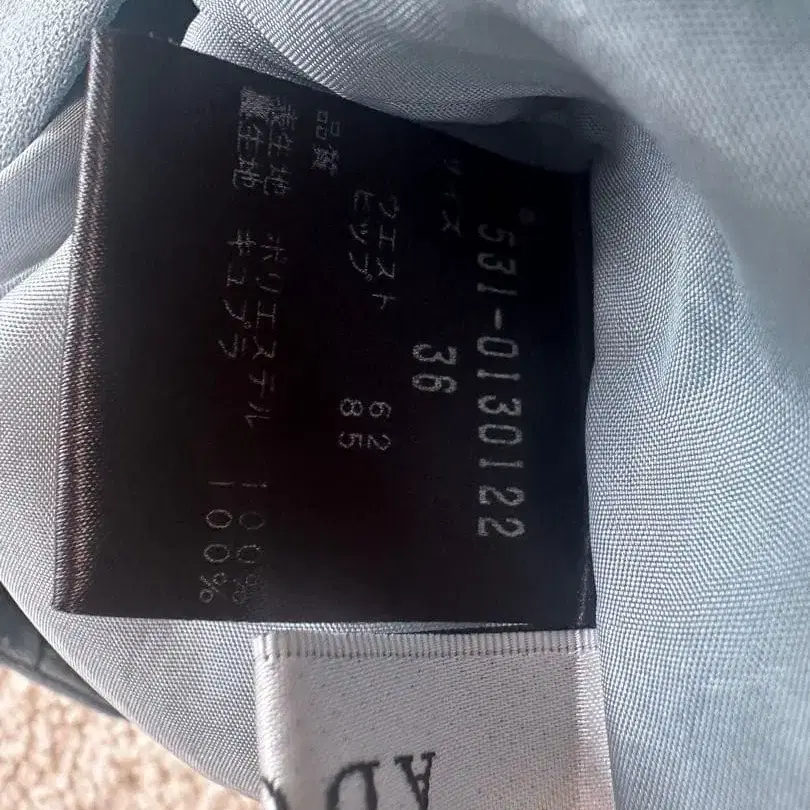 531-0130122
サイズ 36
ウエスト 62
ヒップ 85
品質
表生地 ポリエステル 100%
裏生地 キュプラ 100%
AD